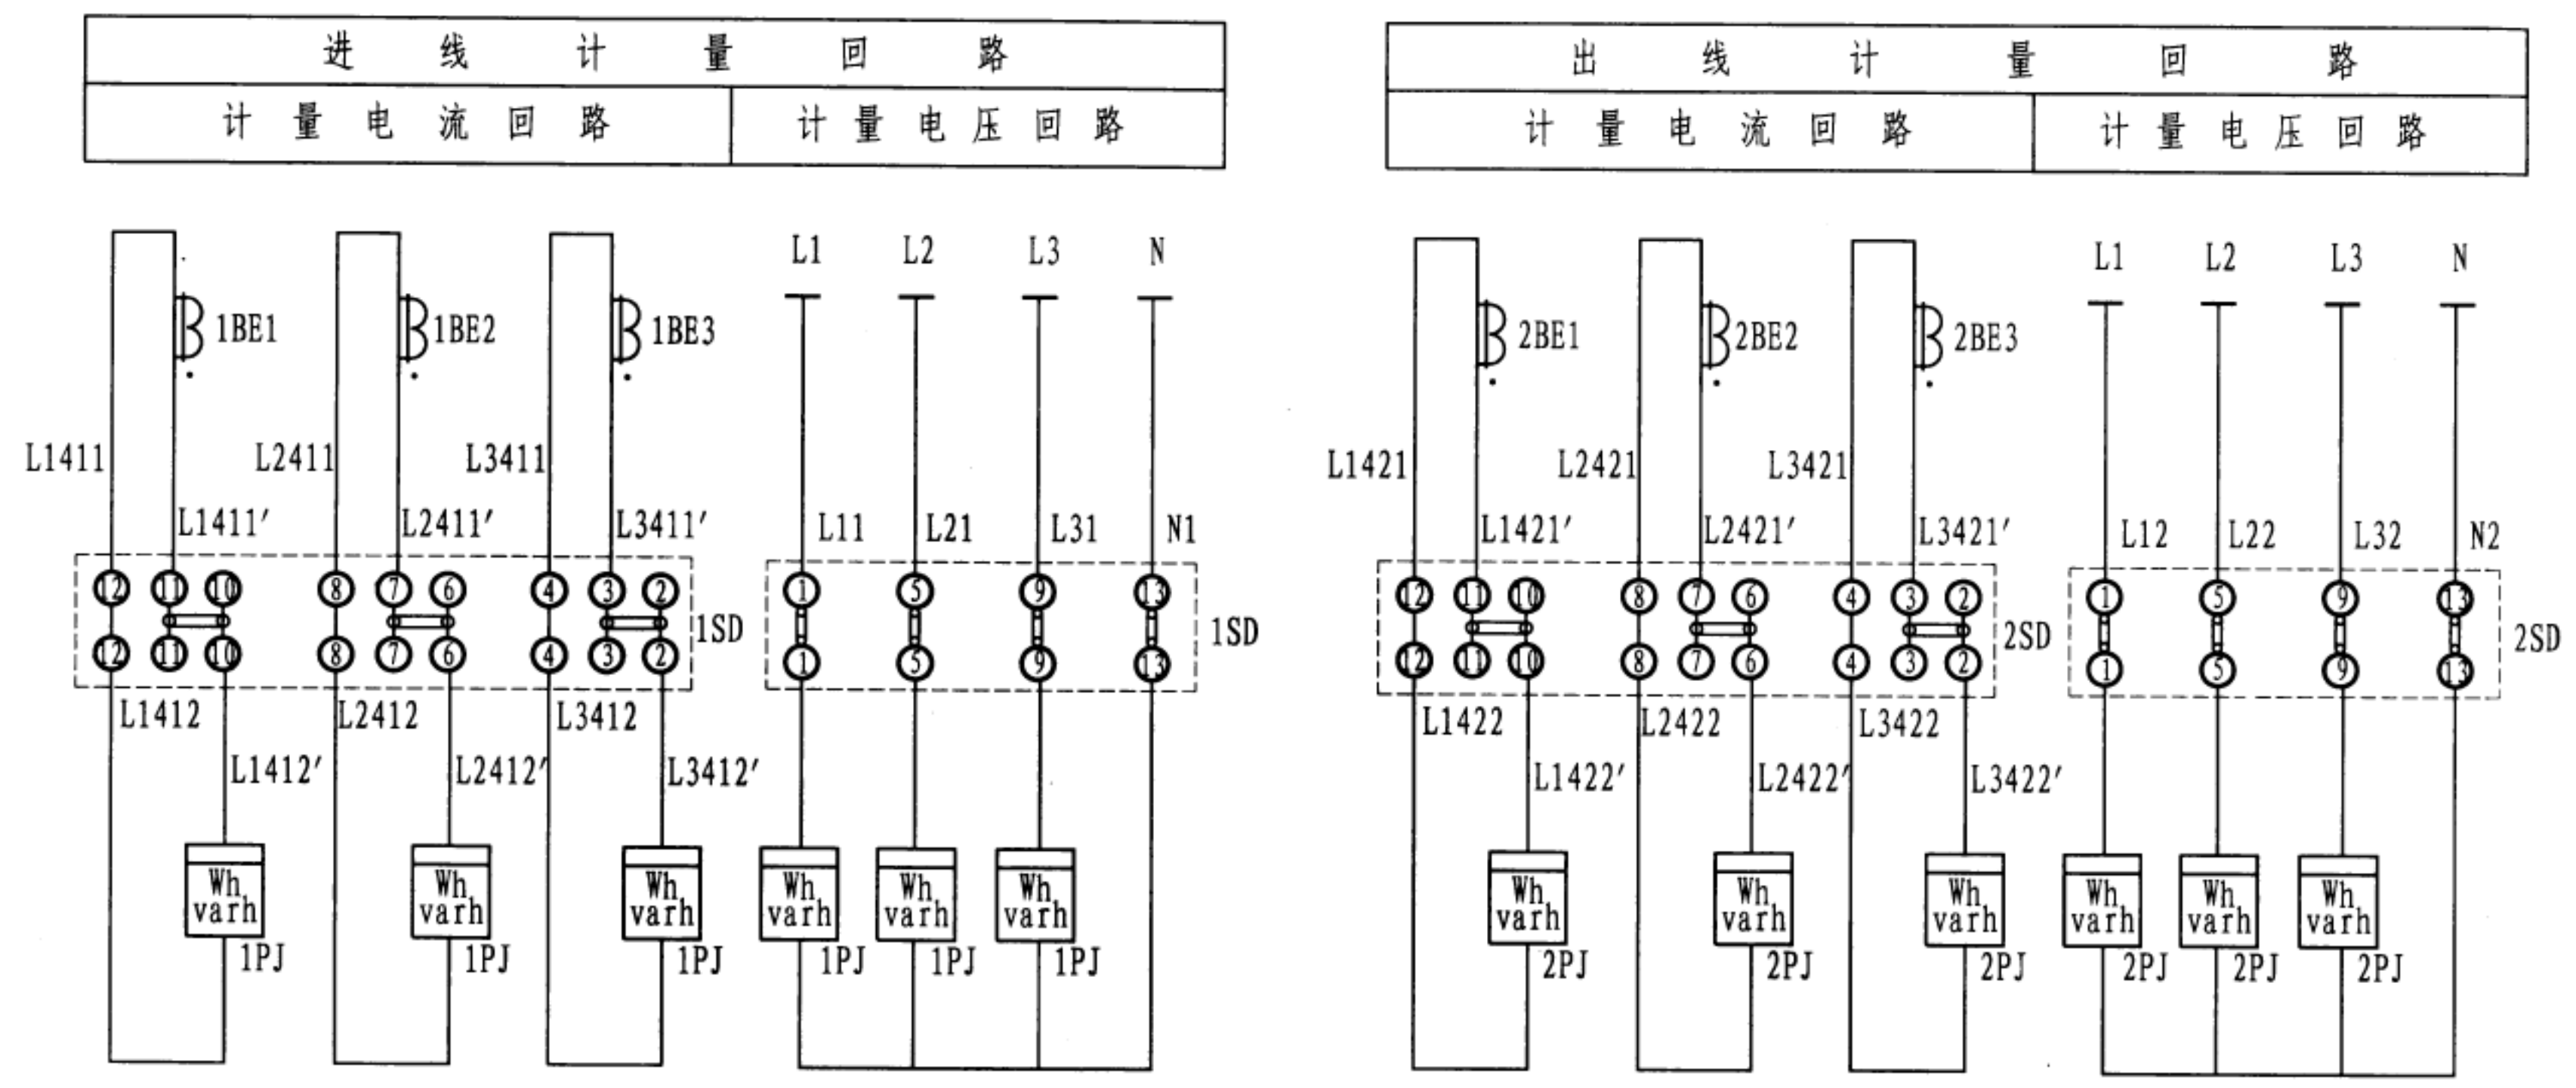 进线计量回路
计量电流回路 计量电压回路
L1 L2 L3 N
1BE1 1BE2 1BE3
L1411 L2411 L3411
L1411′ L2411′ L3411′ L11 L21 L31 N1
12 11 10 8 7 6 4 3 2 1 5 9 13
1SD 1SD
12 11 10 8 7 6 4 3 2 1 5 9 13
L1412 L2412 L3412
L1412′ L2412′ L3412′
Wh Wh Wh Wh Wh Wh
varh varh varh varh varh varh
1PJ 1PJ 1PJ 1PJ 1PJ 1PJ
出线计量回路
计量电流回路 计量电压回路
L1 L2 L3 N
2BE1 2BE2 2BE3
L1421 L2421 L3421
L1421′ L2421′ L3421′ L12 L22 L32 N2
12 11 10 8 7 6 4 3 2 1 5 9 13
2SD 2SD
12 11 10 8 7 6 4 3 2 1 5 9 13
L1422 L2422 L3422
L1422′ L2422′ L3422′
Wh Wh Wh Wh Wh Wh
varh varh varh varh varh varh
2PJ 2PJ 2PJ 2PJ 2PJ 2PJ